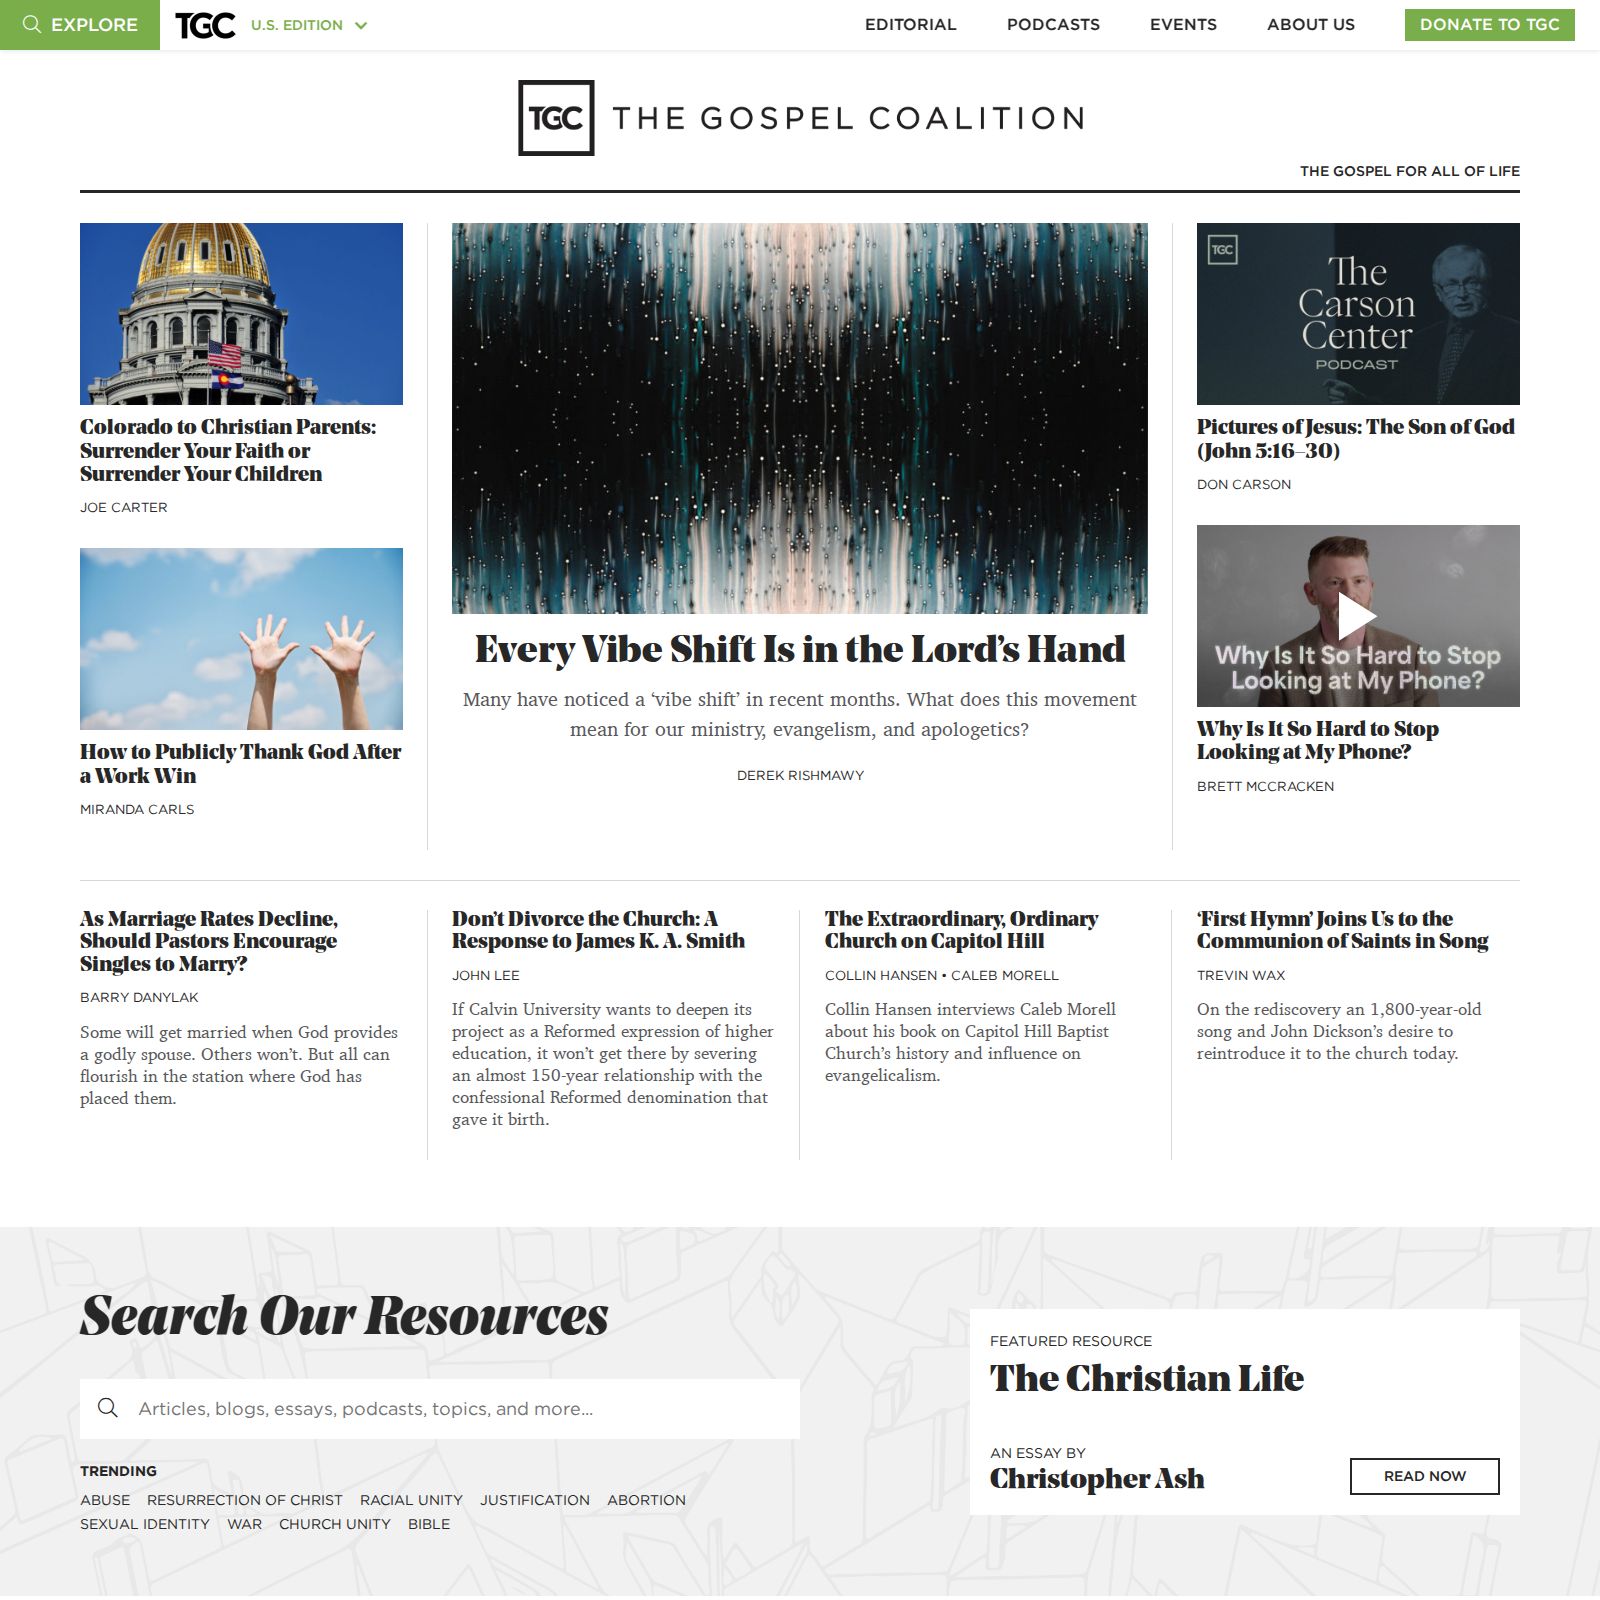 EXPLORE
TGC
U.S. EDITION
EDITORIAL
PODCASTS
EVENTS
ABOUT US
DONATE TO TGC
TGC THE GOSPEL COALITION
THE GOSPEL FOR ALL OF LIFE
Colorado to Christian Parents:
Surrender Your Faith or
Surrender Your Children
JOE CARTER
How to Publicly Thank God After
a Work Win
MIRANDA CARLS
Every Vibe Shift Is in the Lord’s Hand
Many have noticed a ‘vibe shift’ in recent months. What does this movement
mean for our ministry, evangelism, and apologetics?
DEREK RISHMAWY
TGC
The
Carson
Center
PODCAST
Pictures of Jesus: The Son of God
(John 5:16–30)
DON CARSON
Why Is It So Hard to Stop
Looking at My Phone?
Why Is It So Hard to Stop
Looking at My Phone?
BRETT MCCRACKEN
As Marriage Rates Decline,
Should Pastors Encourage
Singles to Marry?
BARRY DANYLAK
Some will get married when God provides
a godly spouse. Others won’t. But all can
flourish in the station where God has
placed them.
Don’t Divorce the Church: A
Response to James K. A. Smith
JOHN LEE
If Calvin University wants to deepen its
project as a Reformed expression of higher
education, it won’t get there by severing
an almost 150-year relationship with the
confessional Reformed denomination that
gave it birth.
The Extraordinary, Ordinary
Church on Capitol Hill
COLLIN HANSEN • CALEB MORELL
Collin Hansen interviews Caleb Morell
about his book on Capitol Hill Baptist
Church’s history and influence on
evangelicalism.
‘First Hymn’ Joins Us to the
Communion of Saints in Song
TREVIN WAX
On the rediscovery an 1,800-year-old
song and John Dickson’s desire to
reintroduce it to the church today.
Search Our Resources
Articles, blogs, essays, podcasts, topics, and more...
TRENDING
ABUSE RESURRECTION OF CHRIST RACIAL UNITY JUSTIFICATION ABORTION
SEXUAL IDENTITY WAR CHURCH UNITY BIBLE
FEATURED RESOURCE
The Christian Life
AN ESSAY BY
Christopher Ash
READ NOW